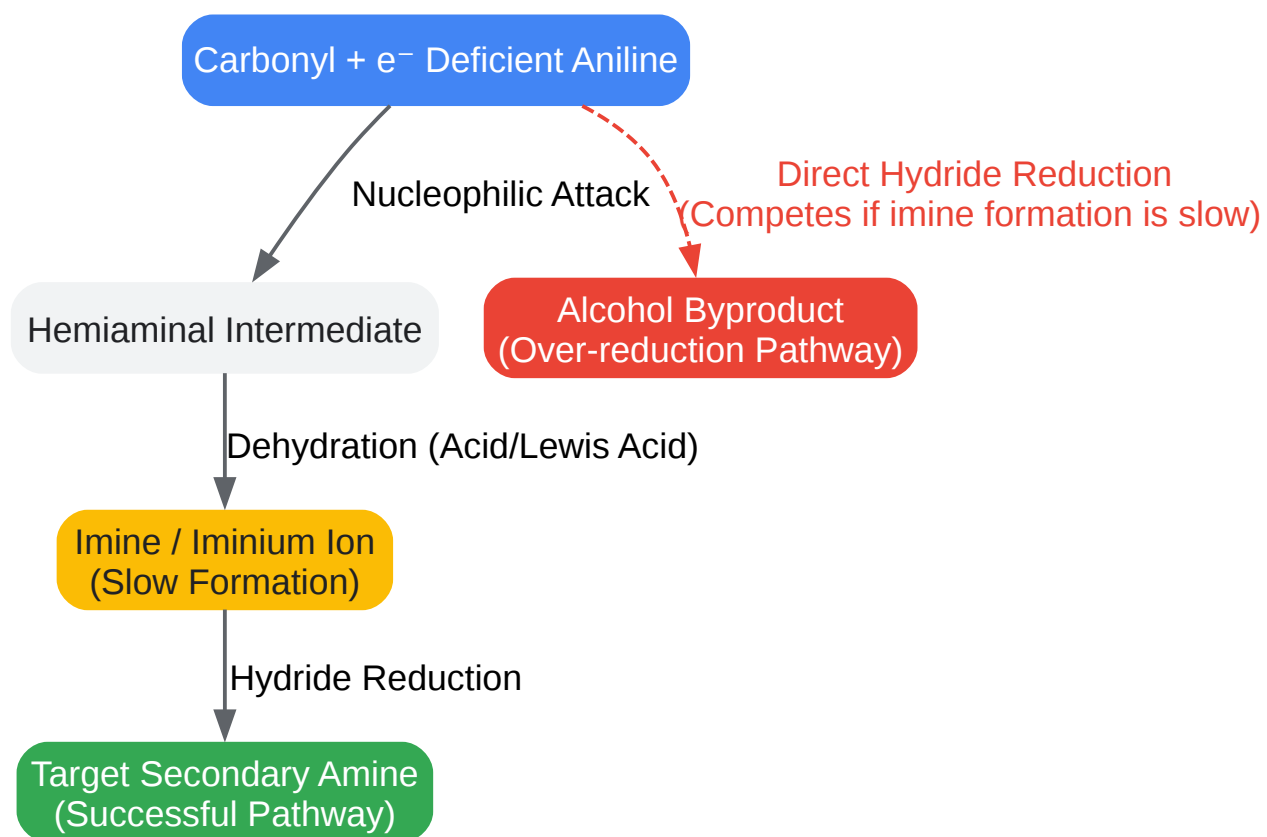 Carbonyl + e⁻ Deficient Aniline
Nucleophilic Attack
Direct Hydride Reduction
(Competes if imine formation is slow)
Hemiaminal Intermediate
Alcohol Byproduct
(Over-reduction Pathway)
Dehydration (Acid/Lewis Acid)
Imine / Iminium Ion
(Slow Formation)
Hydride Reduction
Target Secondary Amine
(Successful Pathway)